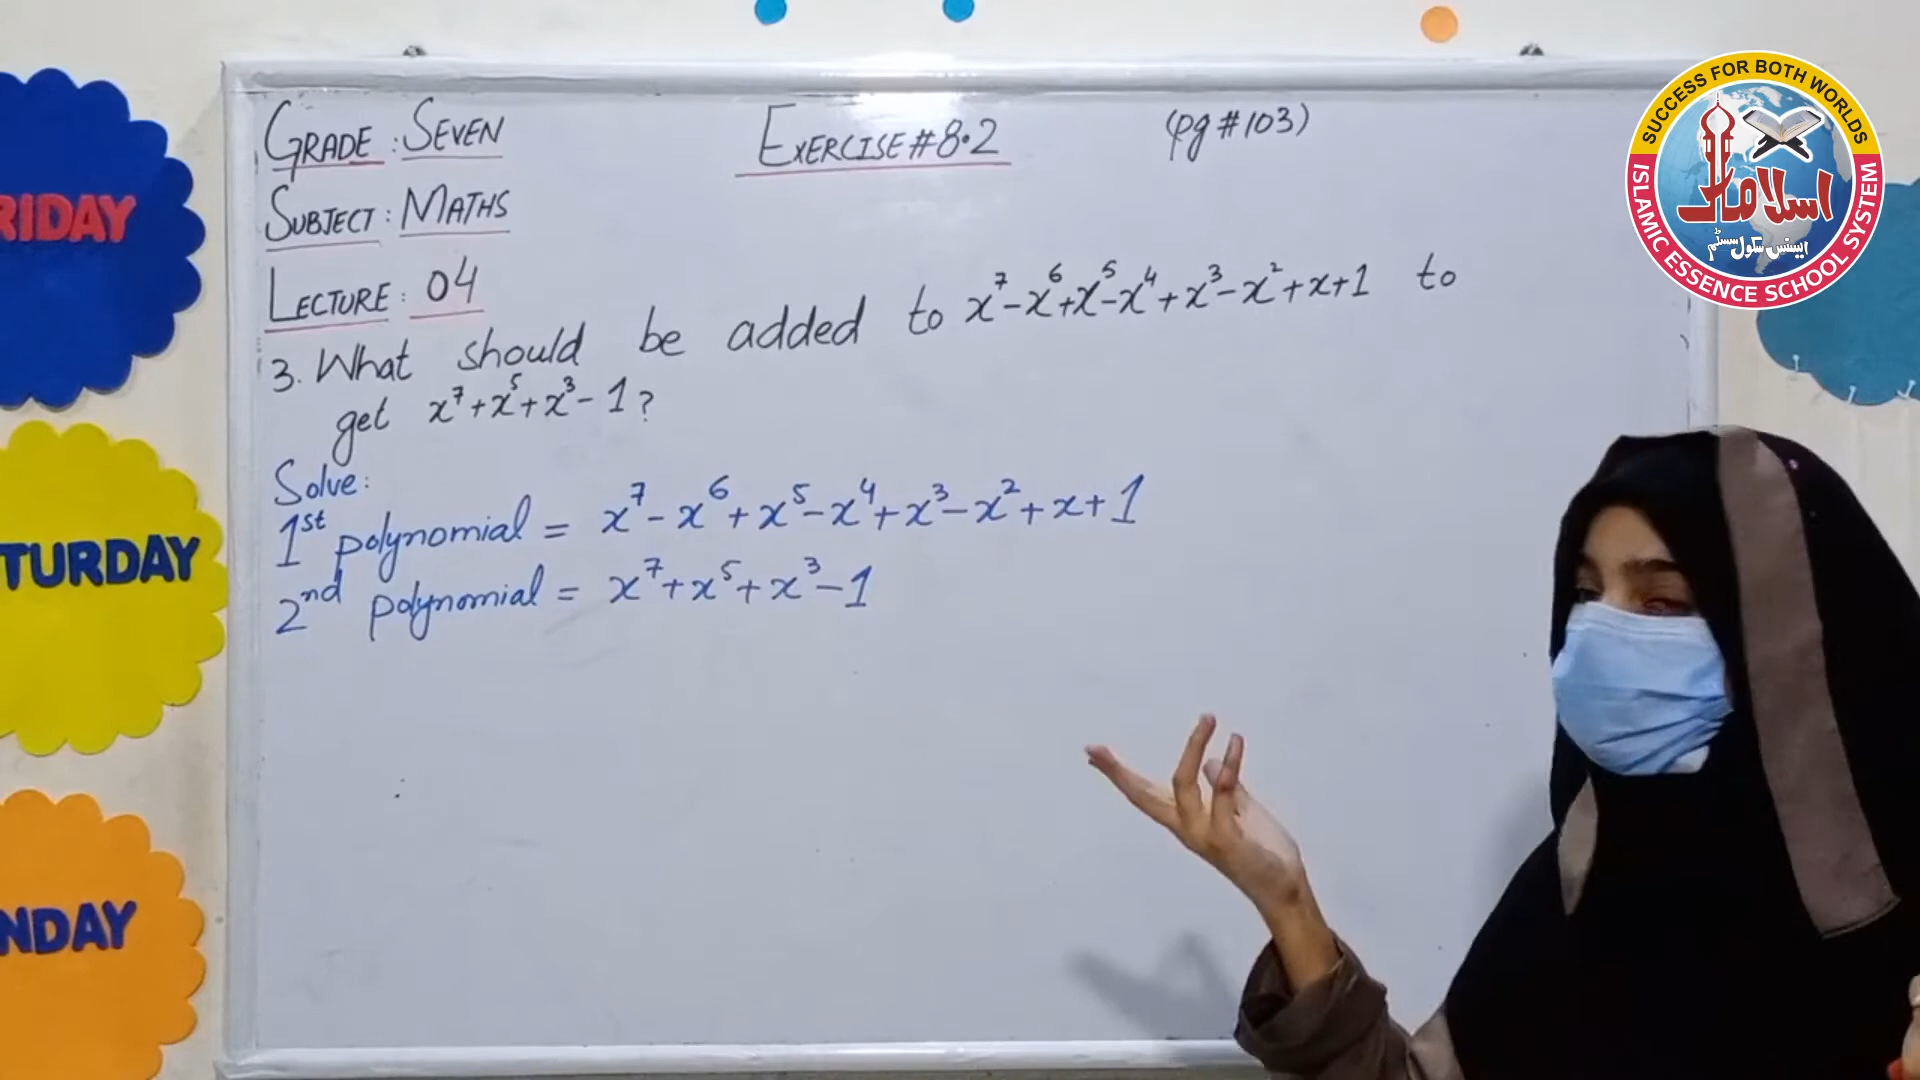 GRADE : SEVEN
EXERCISE # 8.2
(pg # 103)
SUBJECT : MATHS
LECTURE : 04
3. What should be added to x⁷-x⁶+x⁵-x⁴+x³-x²+x+1 to
get x⁷+x⁵+x³-1?
Solve:
1st polynomial = x⁷-x⁶+x⁵-x⁴+x³-x²+x+1
2nd polynomial = x⁷+x⁵+x³-1
RIDAY
TURDAY
NDAY
SUCCESS FOR BOTH WORLDS
اسلامک
ایسینس سکول سسٹم
ISLAMIC ESSENCE SCHOOL SYSTEM